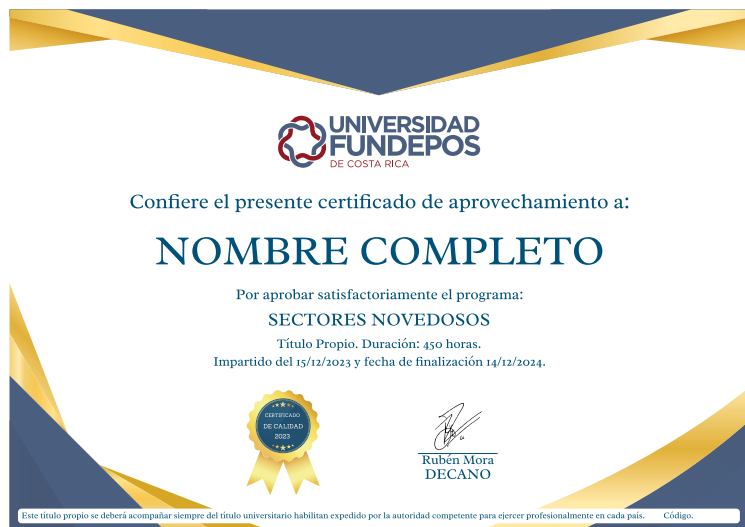 UNIVERSIDAD
FUNDEPOS
DE COSTA RICA
Confiere el presente certificado de aprovechamiento a:
NOMBRE COMPLETO
Por aprobar satisfactoriamente el programa:
SECTORES NOVEDOSOS
Título Propio. Duración: 450 horas.
Impartido del 15/12/2023 y fecha de finalización 14/12/2024.
CERTIFICADO
DE CALIDAD
2023
Rubén Mora
DECANO
Este título propio se deberá acompañar siempre del título universitario habilitan expedido por la autoridad competente para ejercer profesionalmente en cada país. Código.